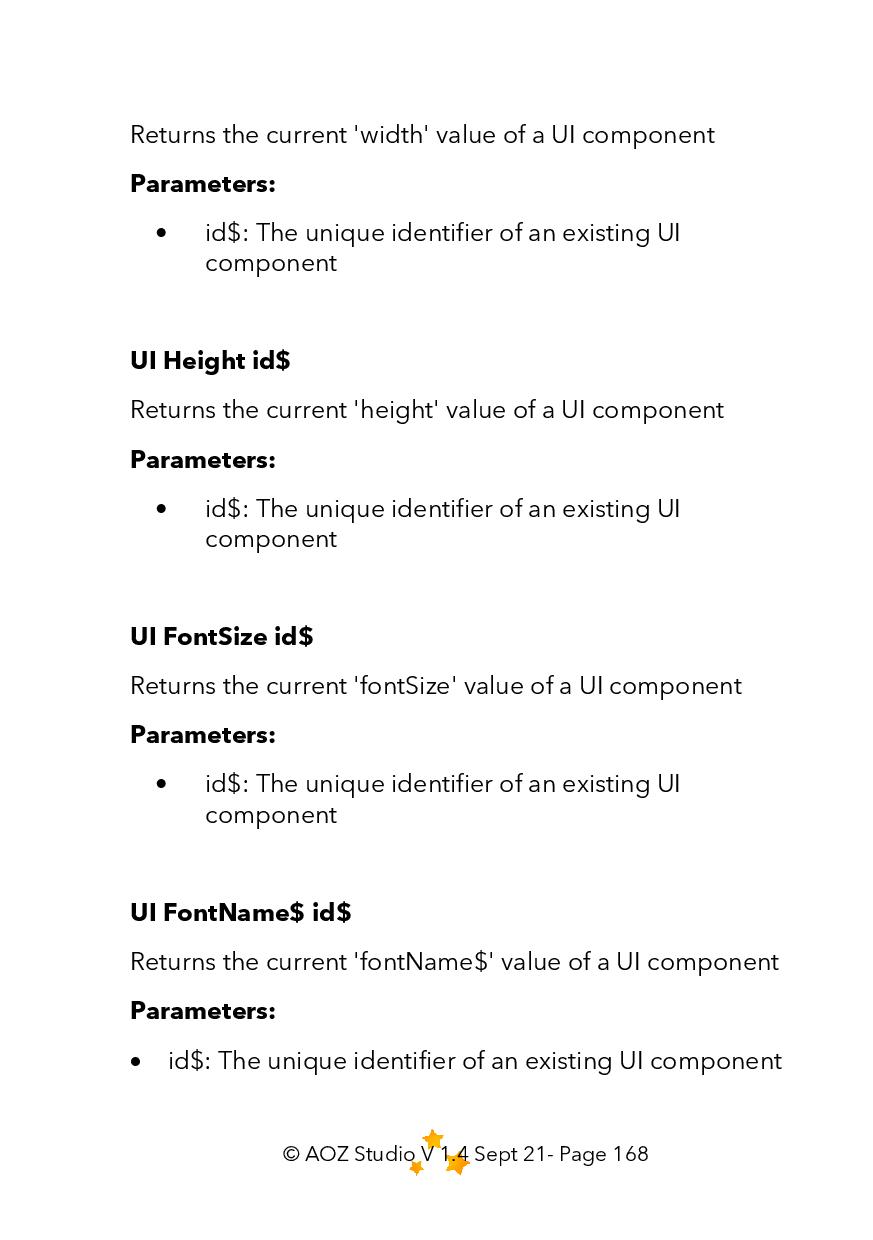 Returns the current 'width' value of a UI component
Parameters:
• id$: The unique identifier of an existing UI
component
UI Height id$
Returns the current 'height' value of a UI component
Parameters:
• id$: The unique identifier of an existing UI
component
UI FontSize id$
Returns the current 'fontSize' value of a UI component
Parameters:
• id$: The unique identifier of an existing UI
component
UI FontName$ id$
Returns the current 'fontName$' value of a UI component
Parameters:
• id$: The unique identifier of an existing UI component
© AOZ Studio V 1.4 Sept 21- Page 168